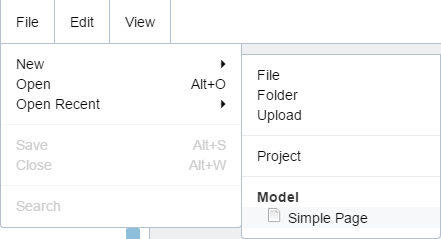 File Edit View
New
Open Alt+O
Open Recent
Save Alt+S
Close Alt+W
Search
File
Folder
Upload
Project
Model
Simple Page